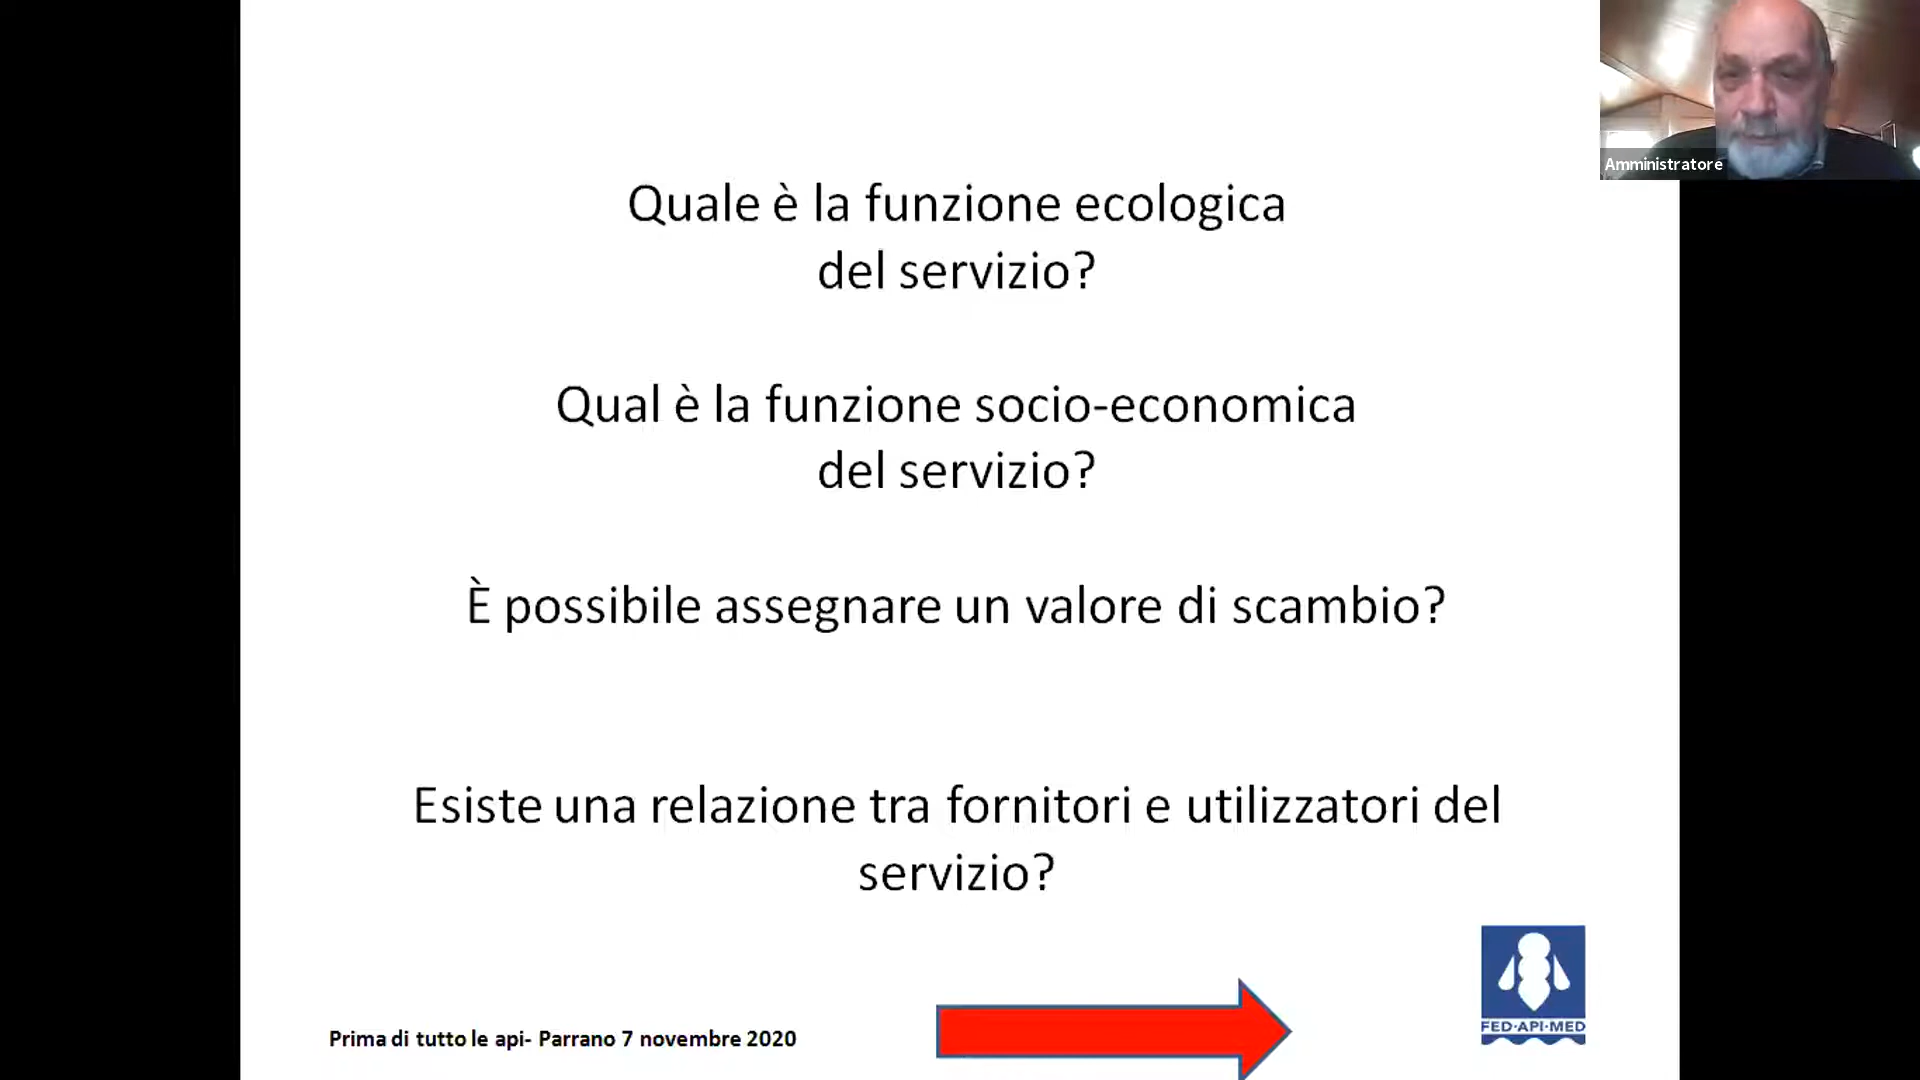 Amministratore
Quale è la funzione ecologica
del servizio?
Qual è la funzione socio-economica
del servizio?
È possibile assegnare un valore di scambio?
Esiste una relazione tra fornitori e utilizzatori del
servizio?
FED·API·MED
Prima di tutto le api- Parrano 7 novembre 2020